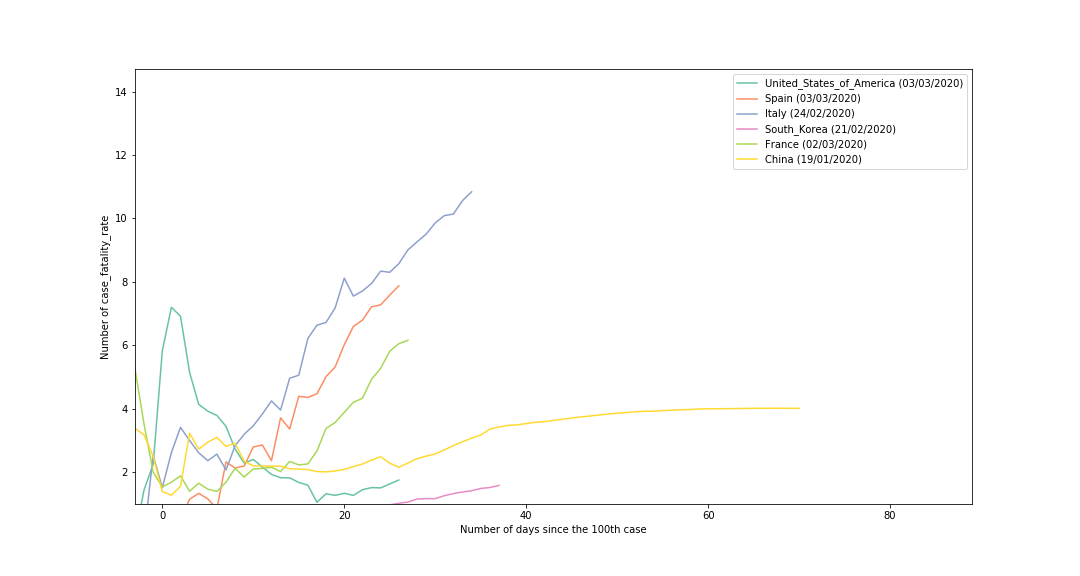 14
12
10
8
6
4
2
0
20
40
60
80
Number of case_fatality_rate
Number of days since the 100th case
United_States_of_America (03/03/2020)
Spain (03/03/2020)
Italy (24/02/2020)
South_Korea (21/02/2020)
France (02/03/2020)
China (19/01/2020)